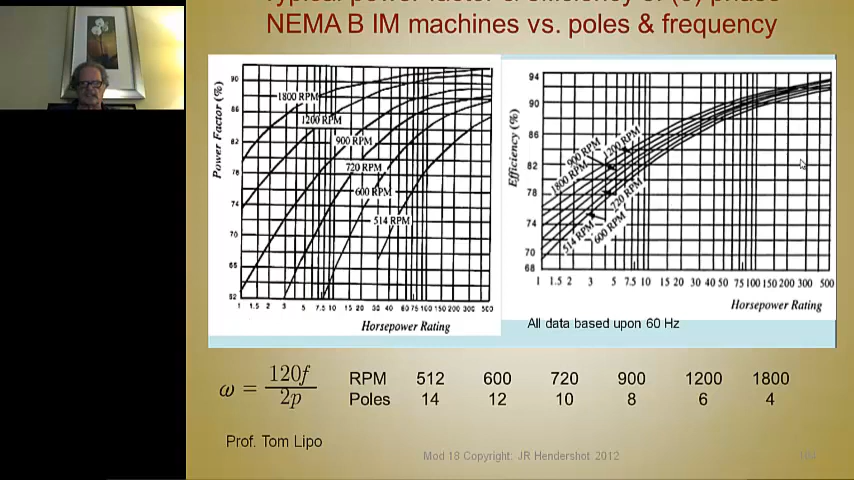 Typical power factor & efficiency of (3) phase
NEMA B IM machines vs. poles & frequency
Power Factor (%)
90
86
82
78
74
70
65
62
1800 RPM
1200 RPM
900 RPM
720 RPM
600 RPM
514 RPM
1 1.5 2 3 5 7.5 10 15 20 30 40 60 75 100 150 200 300 500
Horsepower Rating
Efficiency (%)
94
90
86
82
78
74
70
68
900 RPM
1200 RPM
1800 RPM
720 RPM
514 RPM
600 RPM
1 1.5 2 3 5 7.5 10 15 20 30 50 75 100 150 200 300 500
Horsepower Rating
All data based upon 60 Hz
ω = 120f / 2p
RPM 512 600 720 900 1200 1800
Poles 14 12 10 8 6 4
Prof. Tom Lipo
Mod 18 Copyright: JR Hendershot 2012